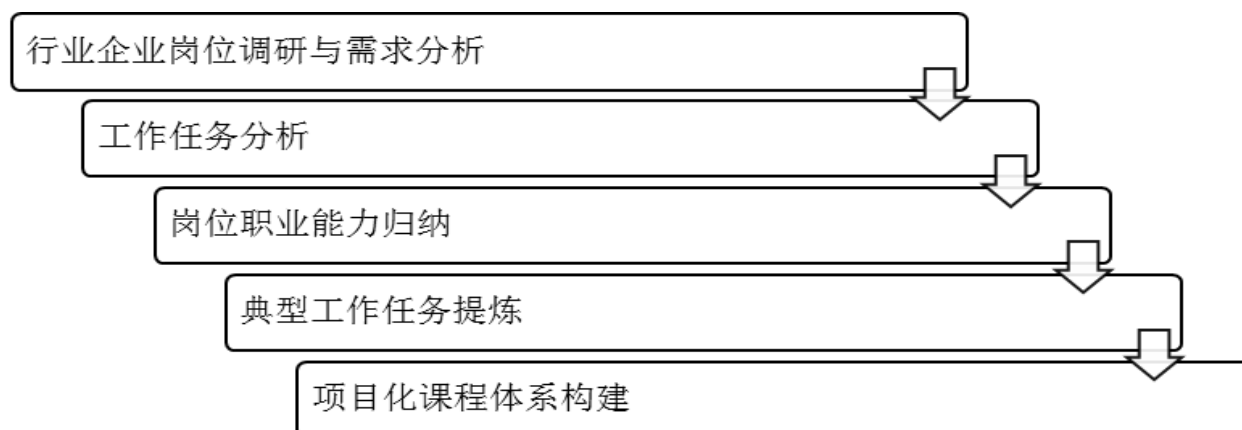 行业企业岗位调研与需求分析
工作任务分析
岗位职业能力归纳
典型工作任务提炼
项目化课程体系构建